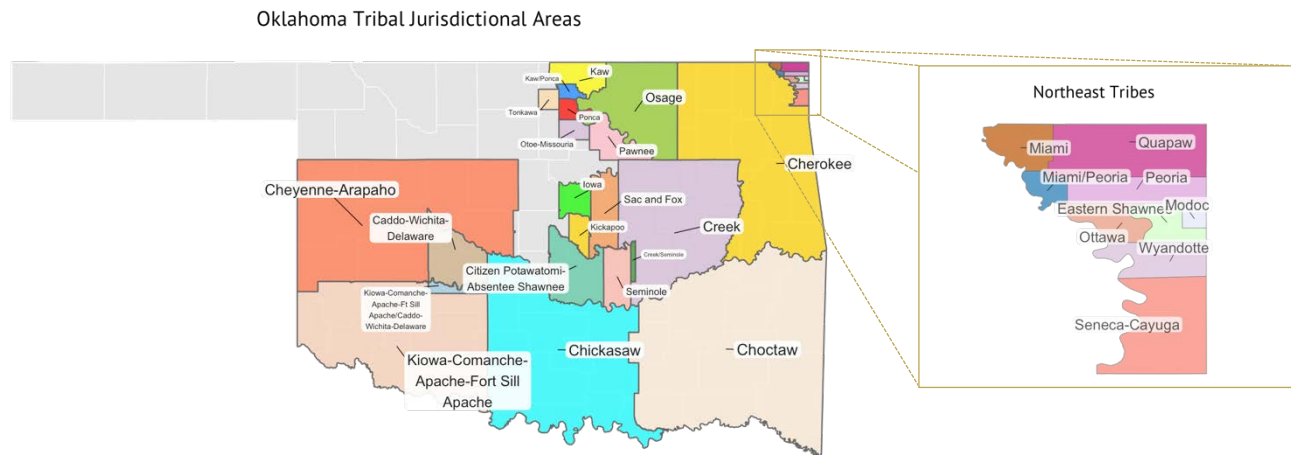 Oklahoma Tribal Jurisdictional Areas
Kaw
Kaw/Ponca
Osage
Tonkawa
Ponca
Otoe-Missouria
Pawnee
Cherokee
Cheyenne-Arapaho
Iowa
Sac and Fox
Caddo-Wichita-
Delaware
Kickapoo
Creek
Creek/Seminole
Citizen Potawatomi-
Absentee Shawnee
Seminole
Kiowa-Comanche-
Apache-Ft Sill
Apache/Caddo-
Wichita-Delaware
Chickasaw
Choctaw
Kiowa-Comanche-
Apache-Fort Sill
Apache
Northeast Tribes
Miami
Quapaw
Miami/Peoria
Peoria
Eastern Shawnee
Modoc
Ottawa
Wyandotte
Seneca-Cayuga